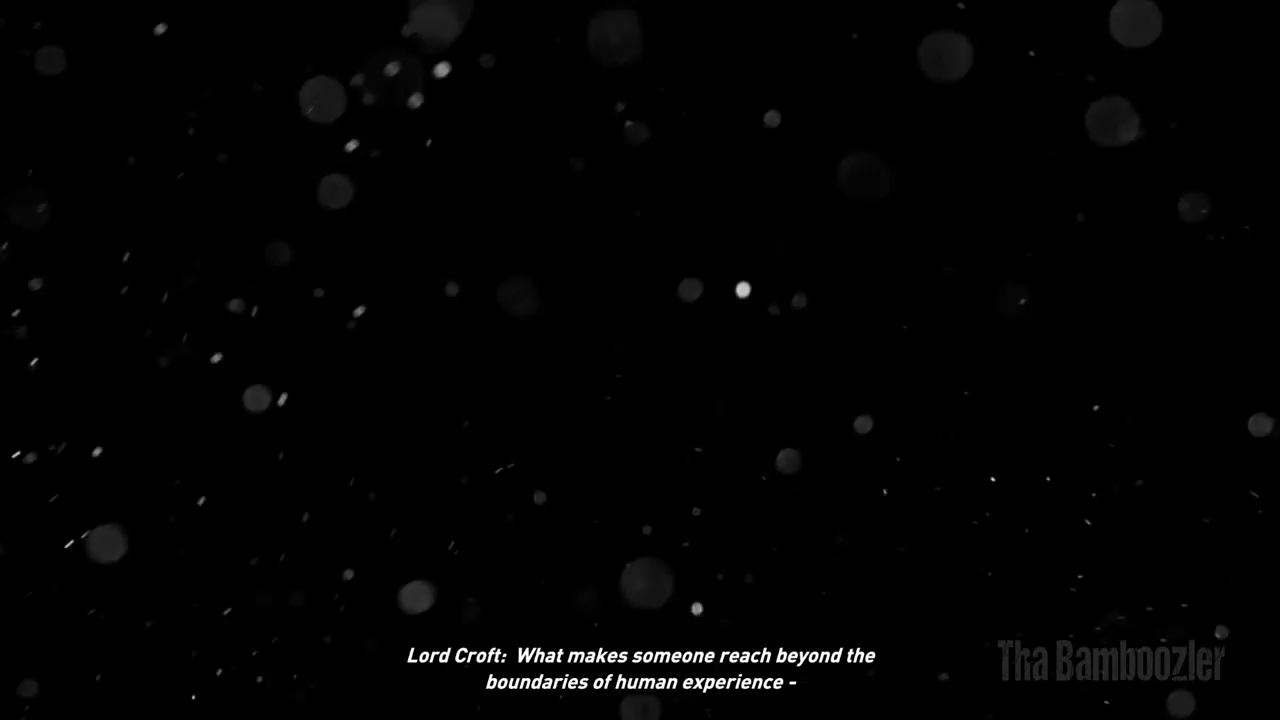 Lord Croft:  What makes someone reach beyond the
boundaries of human experience -
Tha Bamboozler